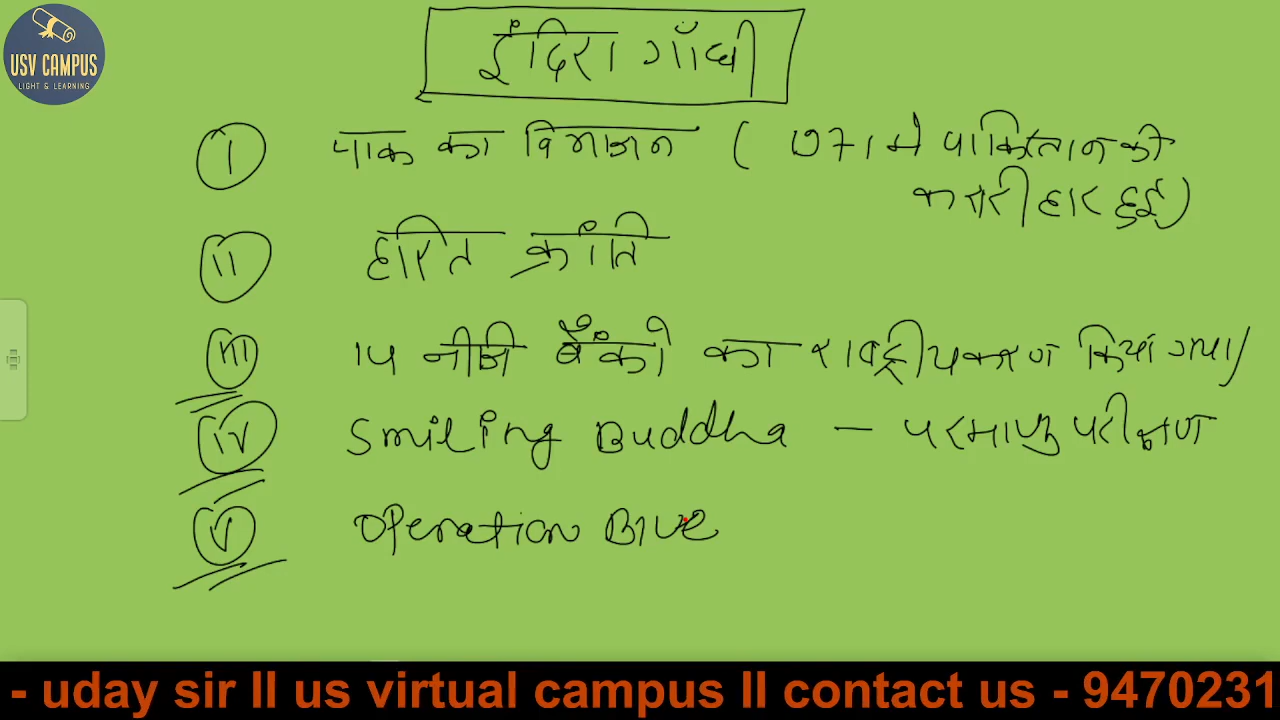 USV CAMPUS
LIGHT & LEARNING
इंदिरा गाँधी
I पाक का विभाजन ( 1971 मे पाकिस्तान की
करारी हार हुई)
II हरित क्रांति
III 14 नीजी बैंको का राष्ट्रीयकरण किया गया।
IV Smiling Buddha - परमाणु परीक्षण
V Operation Blue
- uday sir II us virtual campus II contact us - 9470231